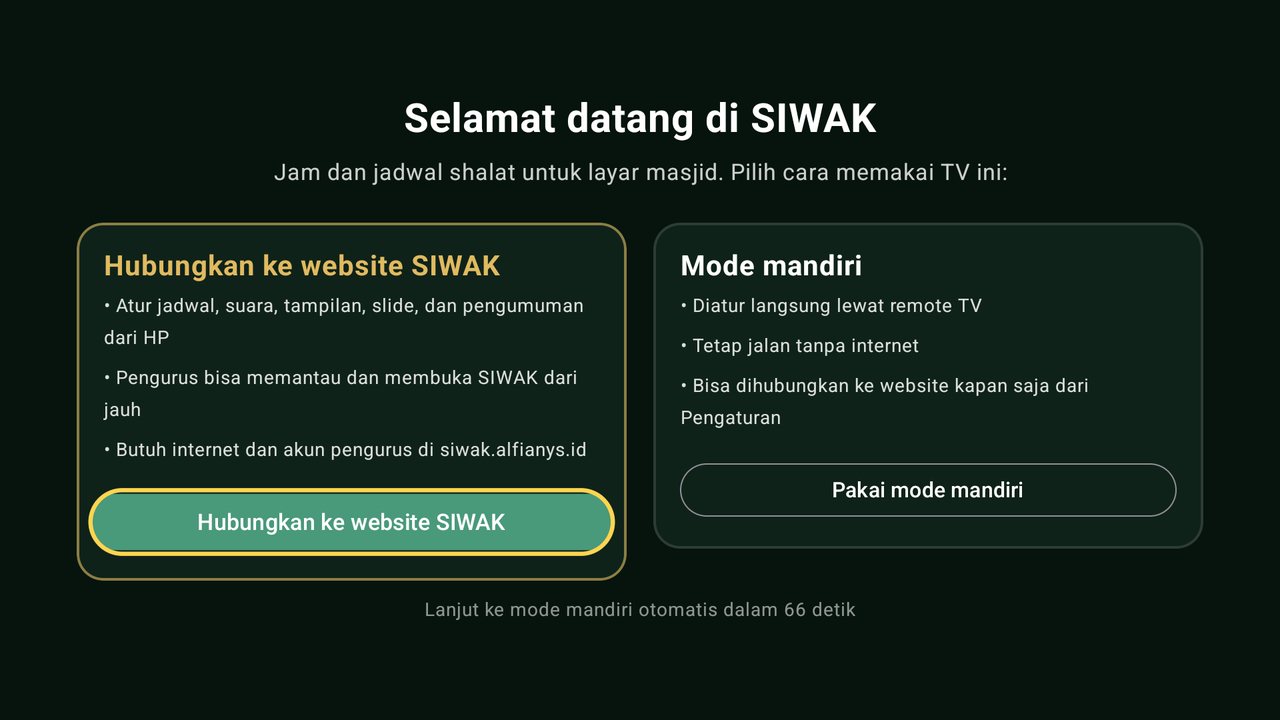 Selamat datang di SIWAK
Jam dan jadwal shalat untuk layar masjid. Pilih cara memakai TV ini:
Hubungkan ke website SIWAK
• Atur jadwal, suara, tampilan, slide, dan pengumuman
dari HP
• Pengurus bisa memantau dan membuka SIWAK dari
jauh
• Butuh internet dan akun pengurus di siwak.alfianys.id
Hubungkan ke website SIWAK
Mode mandiri
• Diatur langsung lewat remote TV
• Tetap jalan tanpa internet
• Bisa dihubungkan ke website kapan saja dari
Pengaturan
Pakai mode mandiri
Lanjut ke mode mandiri otomatis dalam 66 detik